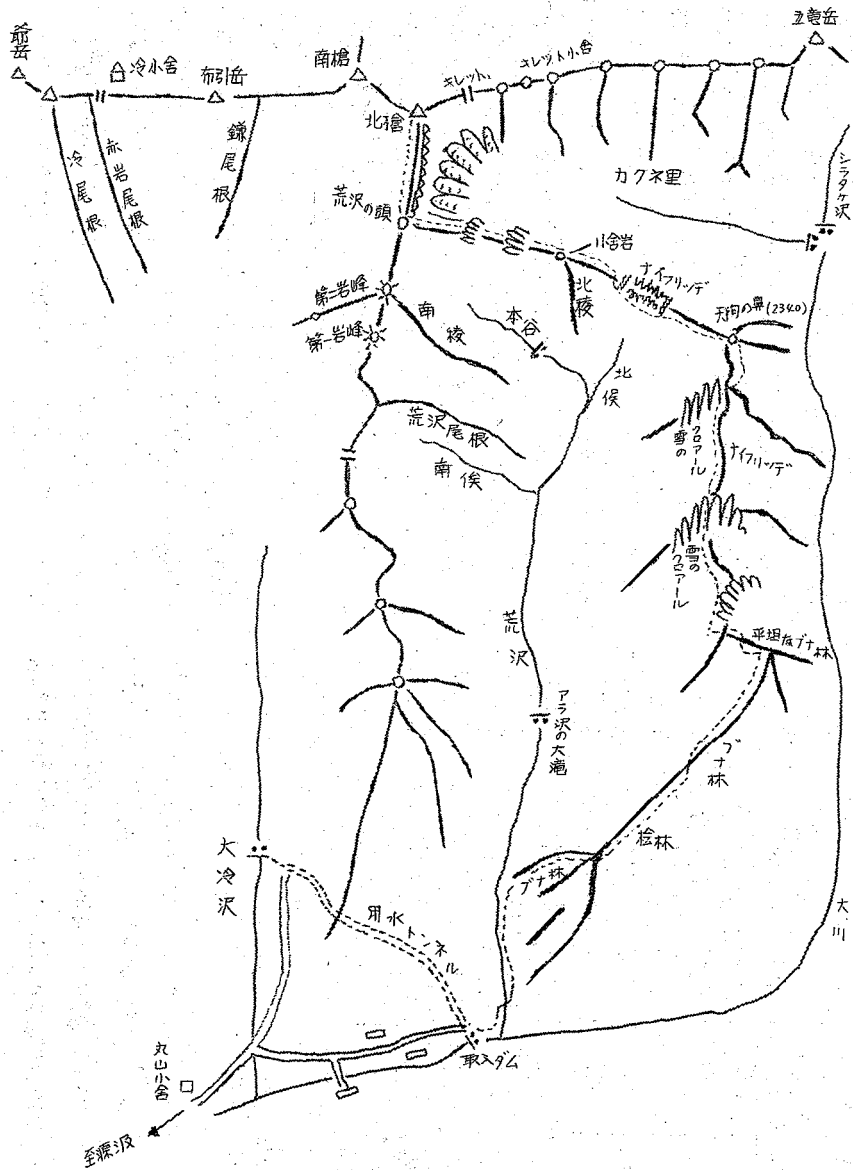 爺岳
冷小舎
布引岳
南槍
キレット
キレット小舎
五竜岳
北槍
冷尾根
赤岩尾根
鎌尾根
荒沢の頭
カクネ里
シラタケ沢
小舎岩
北稜
ナイフリッヂ
天狗の鼻(2340)
第二岩峰
南稜
本谷
第一岩峰
北俣
荒沢尾根
南俣
雪のクロアール
ナイフリッヂ
雪のクロアール
荒沢
平坦なブナ林
アラ沢の大滝
ブナ林
桧林
大冷沢
ブナ林
大川
用水トンネル
取入ダム
丸山小舎
至源汲